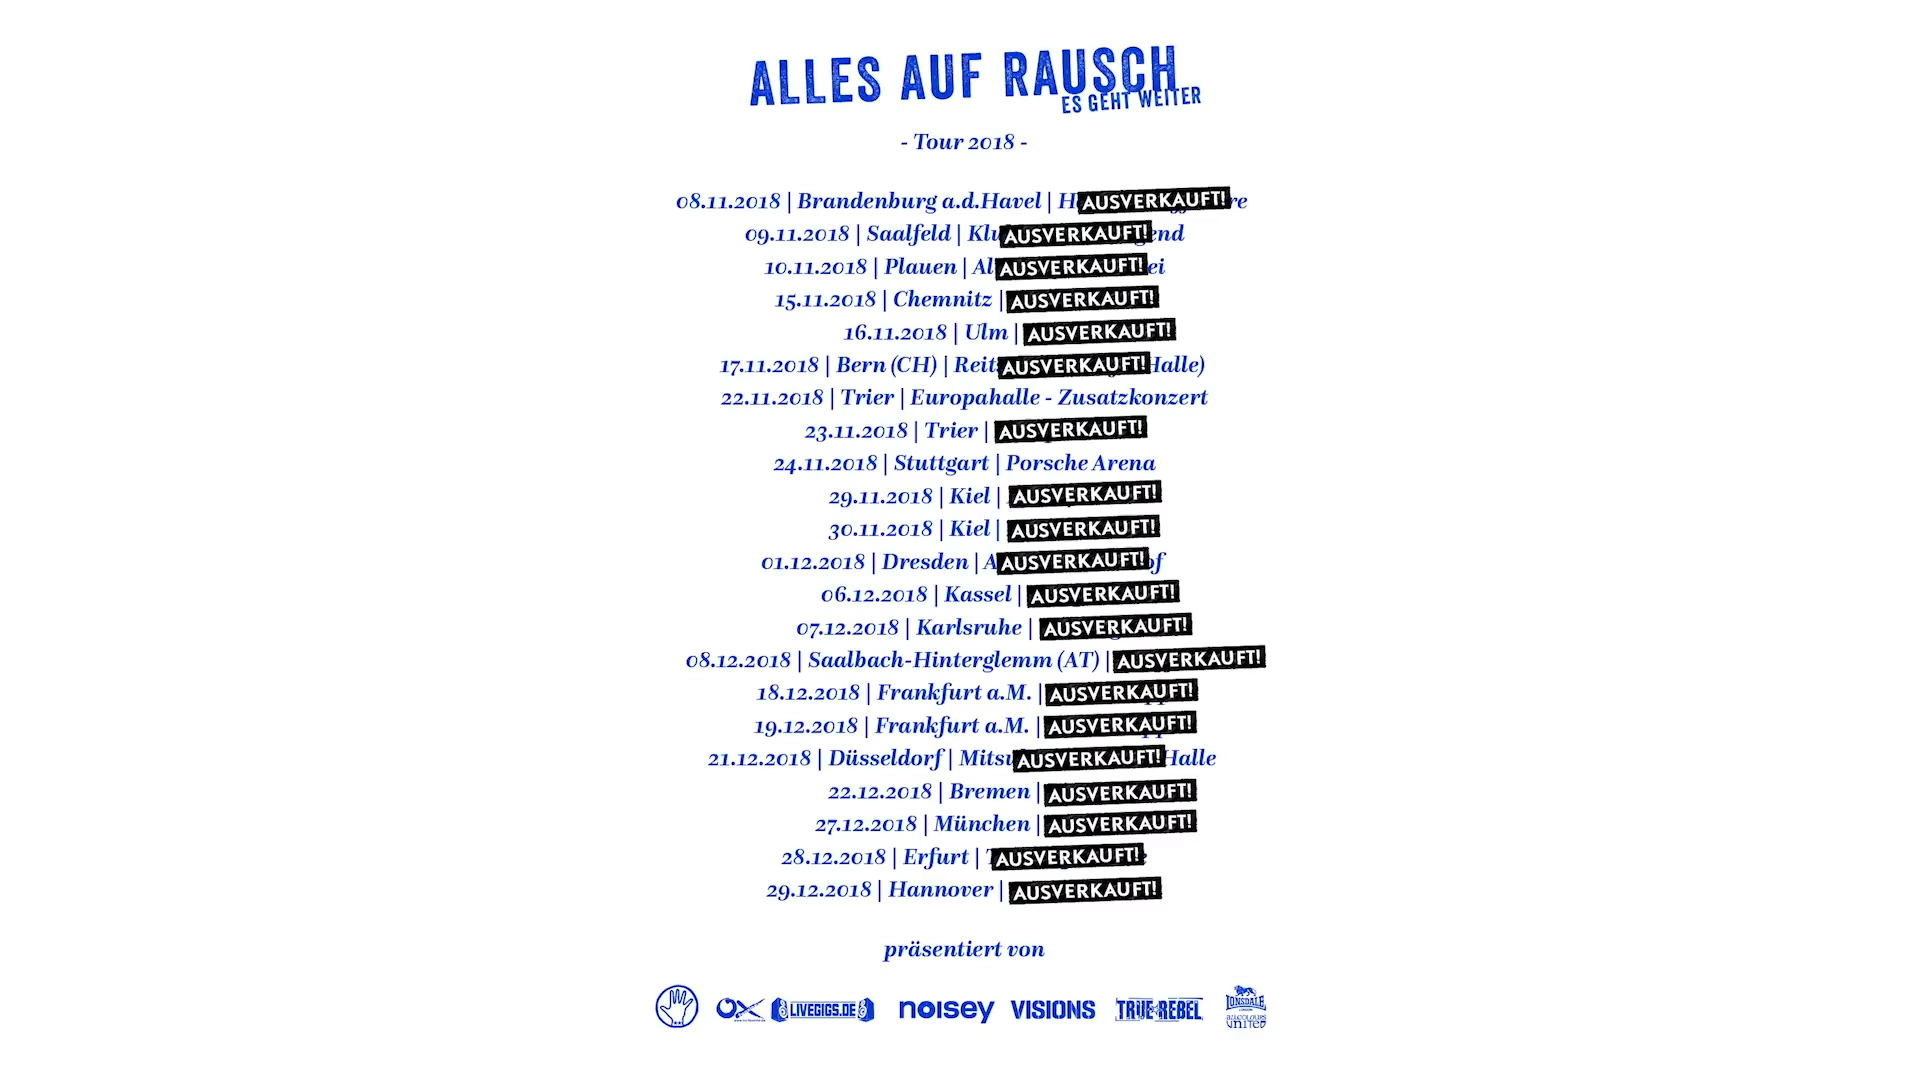 ALLES AUF RAUSCH
ES GEHT WEITER
- Tour 2018 -
08.11.2018 | Brandenburg a.d.Havel | AUSVERKAUFT!
09.11.2018 | Saalfeld | AUSVERKAUFT!
10.11.2018 | Plauen | AUSVERKAUFT!
15.11.2018 | Chemnitz | AUSVERKAUFT!
16.11.2018 | Ulm | AUSVERKAUFT!
17.11.2018 | Bern (CH) | AUSVERKAUFT! Halle)
22.11.2018 | Trier | Europahalle - Zusatzkonzert
23.11.2018 | Trier | AUSVERKAUFT!
24.11.2018 | Stuttgart | Porsche Arena
29.11.2018 | Kiel | AUSVERKAUFT!
30.11.2018 | Kiel | AUSVERKAUFT!
01.12.2018 | Dresden | AUSVERKAUFT!
06.12.2018 | Kassel | AUSVERKAUFT!
07.12.2018 | Karlsruhe | AUSVERKAUFT!
08.12.2018 | Saalbach-Hinterglemm (AT) | AUSVERKAUFT!
18.12.2018 | Frankfurt a.M. | AUSVERKAUFT!
19.12.2018 | Frankfurt a.M. | AUSVERKAUFT!
21.12.2018 | Düsseldorf | AUSVERKAUFT! Halle
22.12.2018 | Bremen | AUSVERKAUFT!
27.12.2018 | München | AUSVERKAUFT!
28.12.2018 | Erfurt | AUSVERKAUFT!
29.12.2018 | Hannover | AUSVERKAUFT!
präsentiert von
OX LIVEGIGS.DE noisey VISIONS TRUE REBEL LONSDALE
LONDON
ALL COLOURS
UNITED